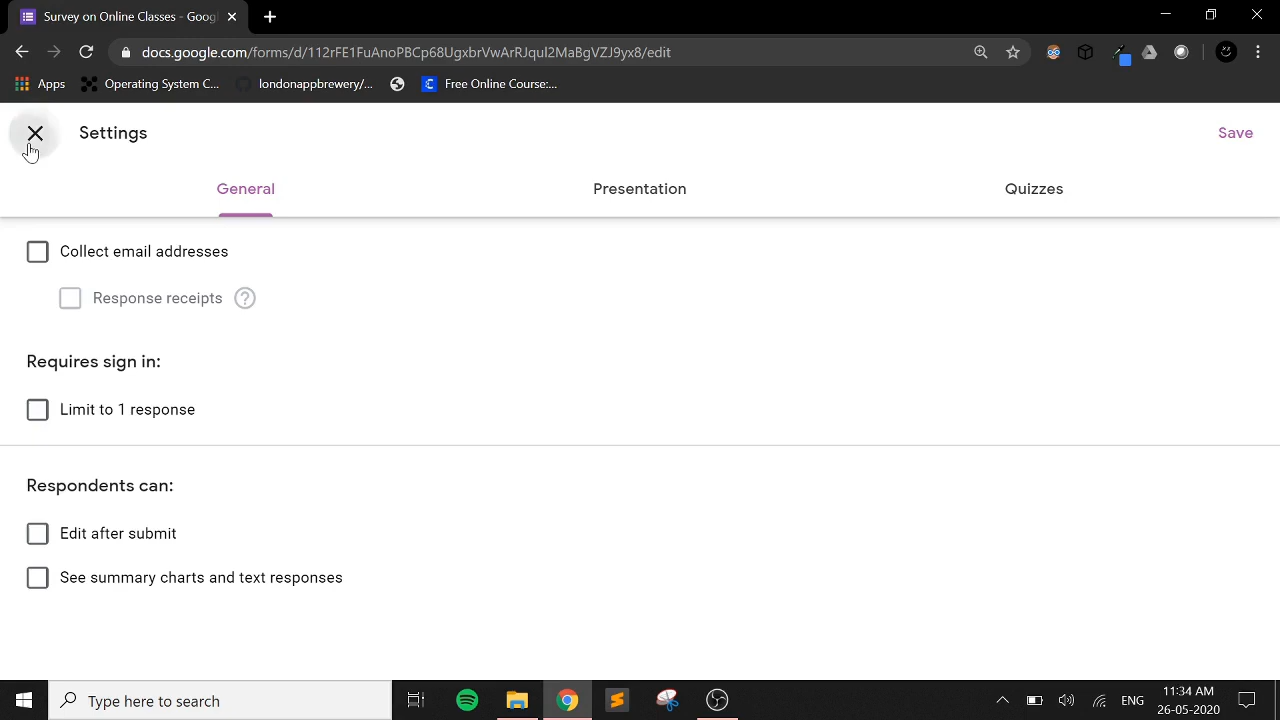 Survey on Online Classes - Googl
docs.google.com/forms/d/112rFE1FuAnoPBCp68UgxbrVwArRJqul2MaBgVZJ9yx8/edit
Apps
Operating System C...
londonappbrewery/...
Free Online Course:...
Settings
Save
General
Presentation
Quizzes
Collect email addresses
Response receipts
Requires sign in:
Limit to 1 response
Respondents can:
Edit after submit
See summary charts and text responses
Type here to search
ENG
11:34 AM
26-05-2020